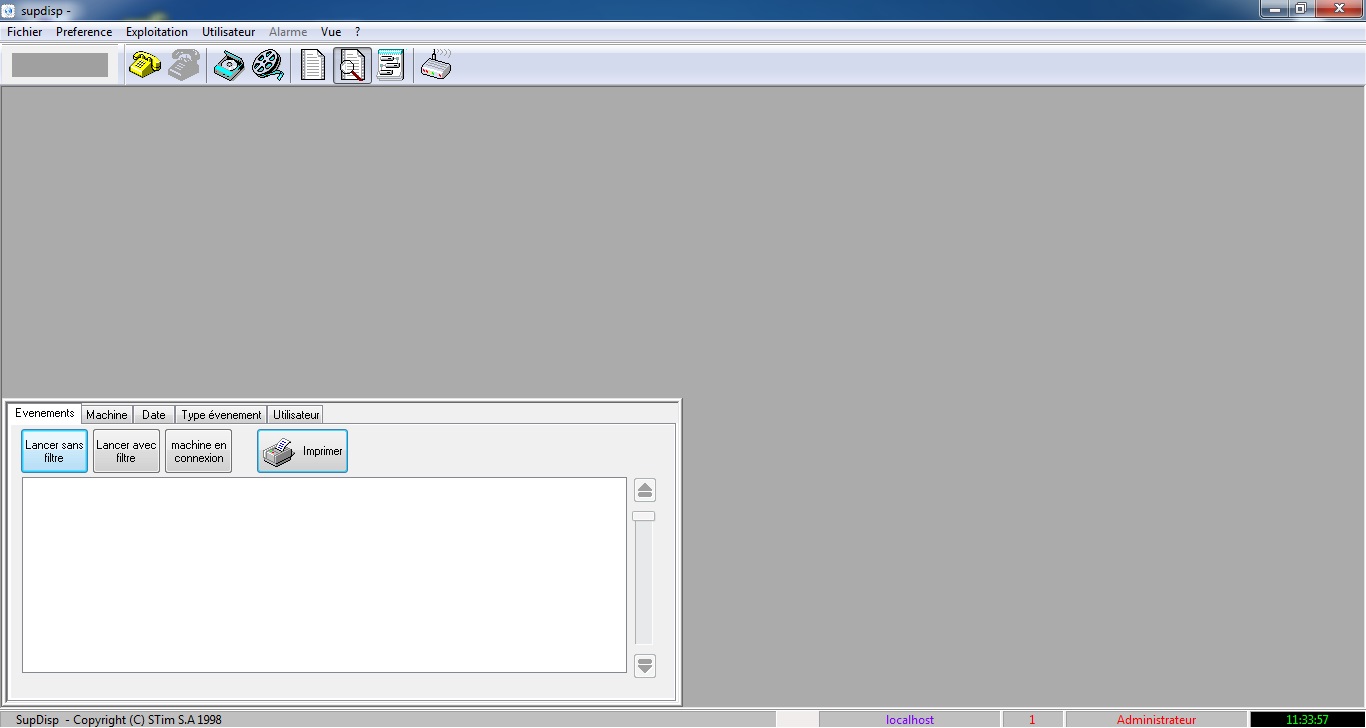 supdisp -
Fichier Preference Exploitation Utilisateur Alarme Vue ?
Evenements Machine Date Type évenement Utilisateur
Lancer sans filtre
Lancer avec filtre
machine en connexion
Imprimer
SupDisp - Copyright (C) STim S.A 1998 localhost 1 Administrateur 11:33:57